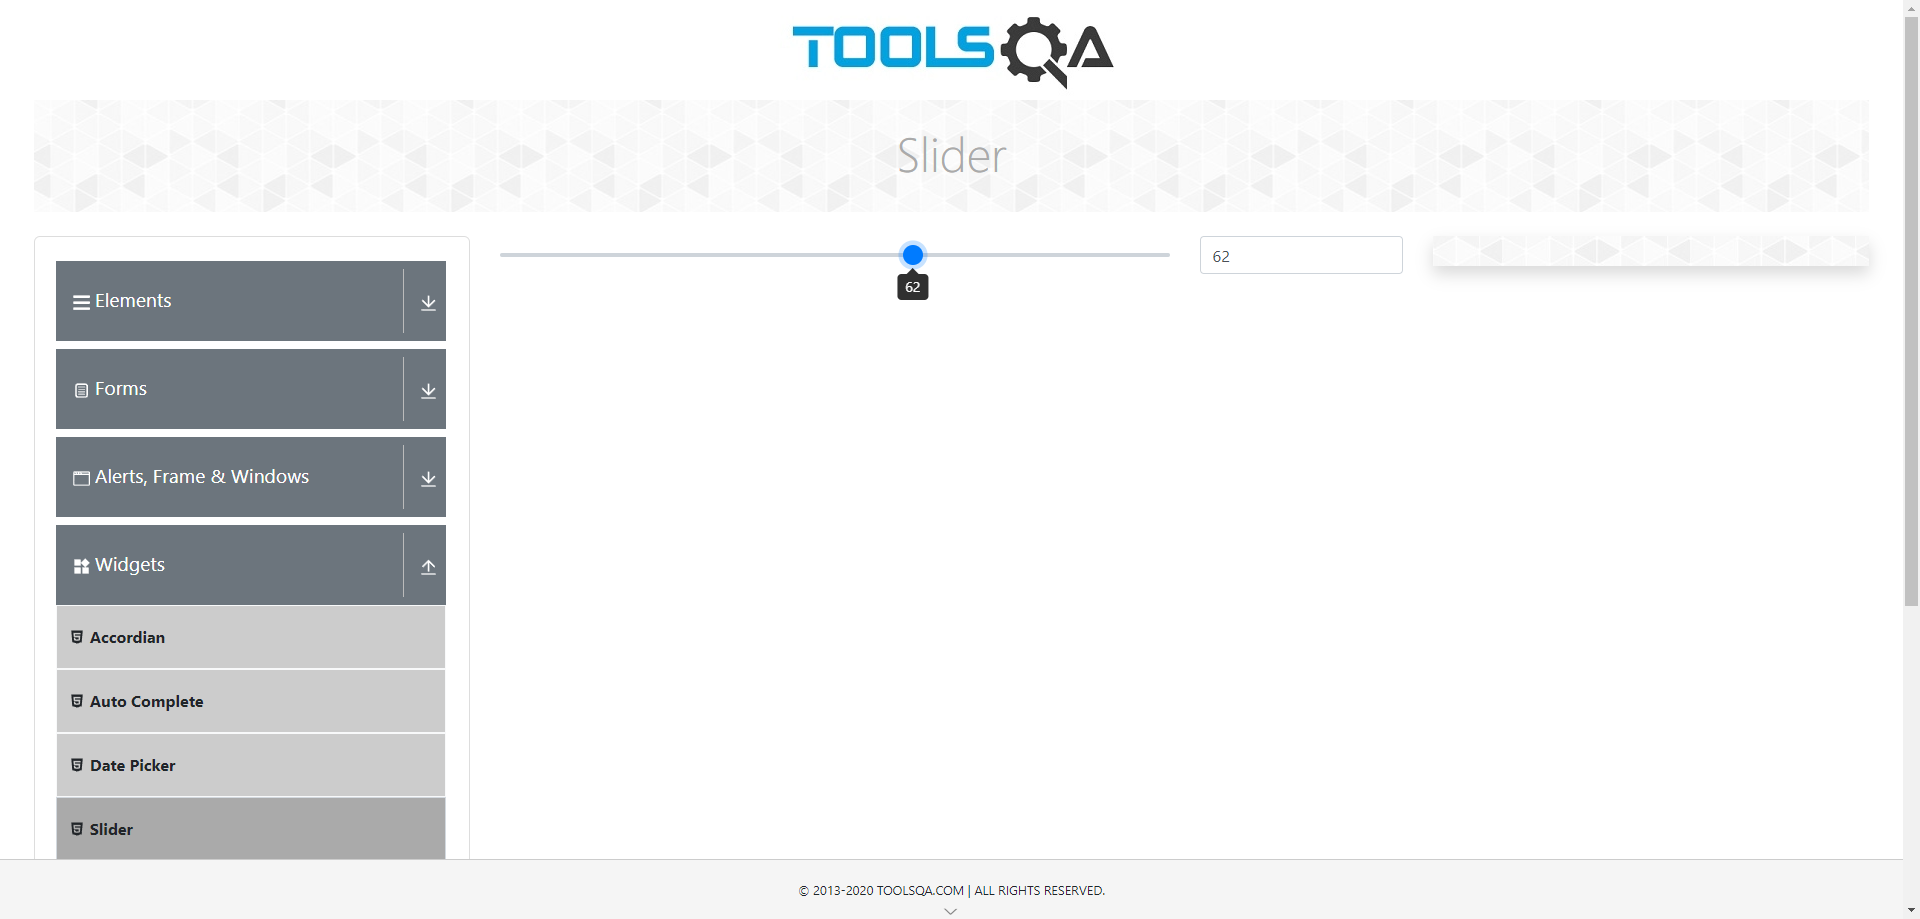 TOOLSQA
Slider
Elements
Forms
Alerts, Frame & Windows
Widgets
Accordian
Auto Complete
Date Picker
Slider
62
62
© 2013-2020 TOOLSQA.COM | ALL RIGHTS RESERVED.